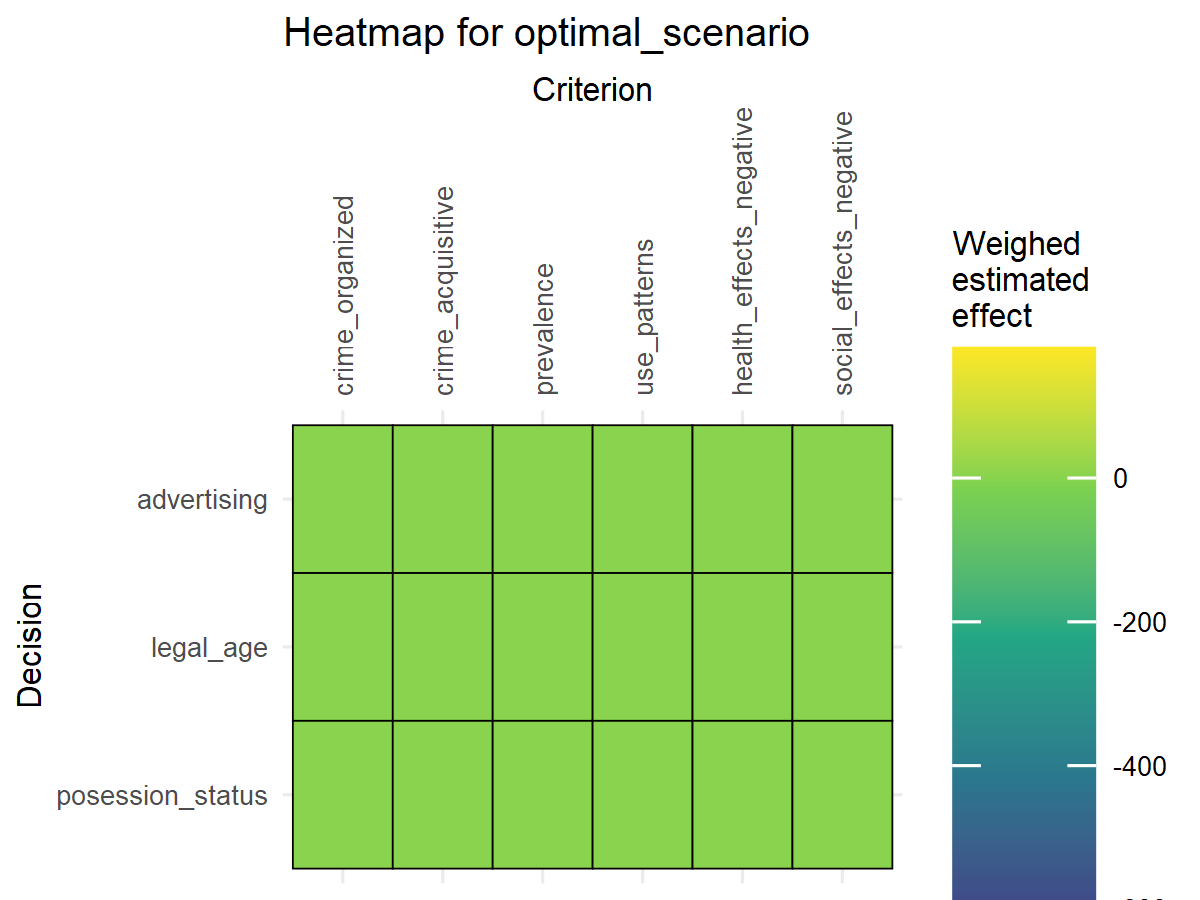 Heatmap for optimal_scenario
Criterion
crime_organized
crime_acquisitive
prevalence
use_patterns
health_effects_negative
social_effects_negative
Weighed
estimated
effect
0
-200
-400
Decision
advertising
legal_age
posession_status